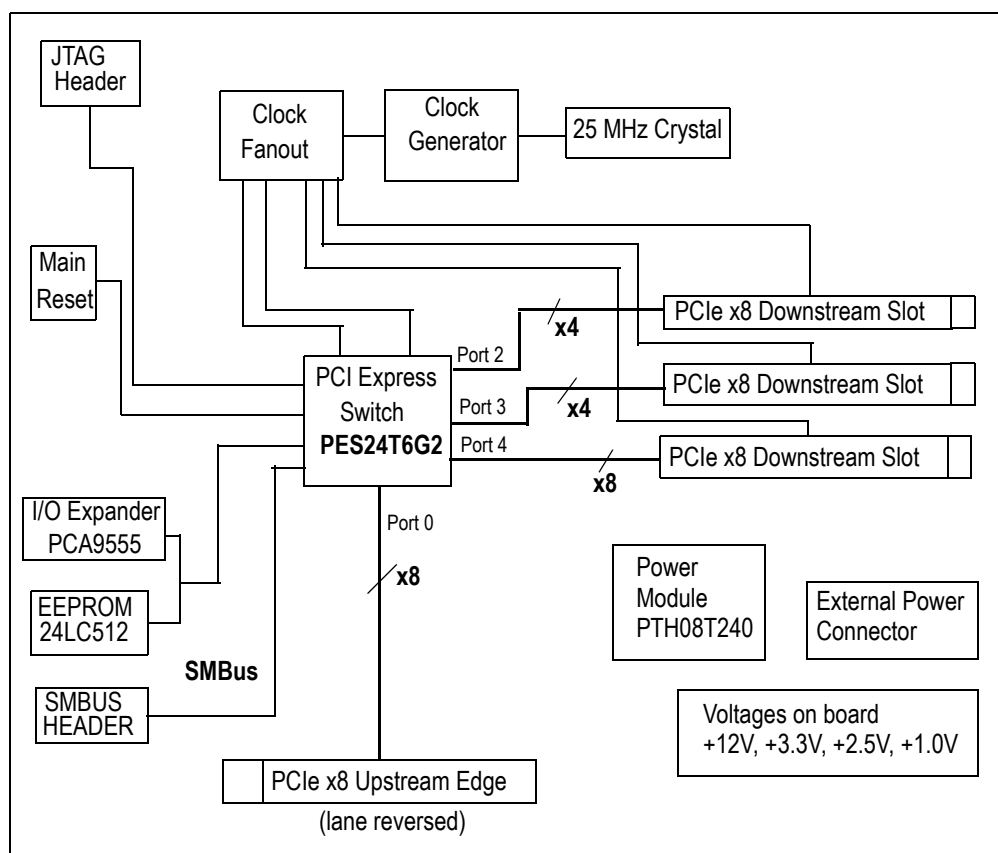 JTAG
Header
Clock
Fanout
Clock
Generator
25 MHz Crystal
Main
Reset
PCIe x8 Downstream Slot
x4
Port 2
PCI Express
Switch
PES24T6G2
PCIe x8 Downstream Slot
x4
Port 3
Port 4
PCIe x8 Downstream Slot
x8
I/O Expander
PCA9555
Port 0
x8
EEPROM
24LC512
Power
Module
PTH08T240
External Power
Connector
SMBus
SMBUS
HEADER
Voltages on board
+12V, +3.3V, +2.5V, +1.0V
PCIe x8 Upstream Edge
(lane reversed)